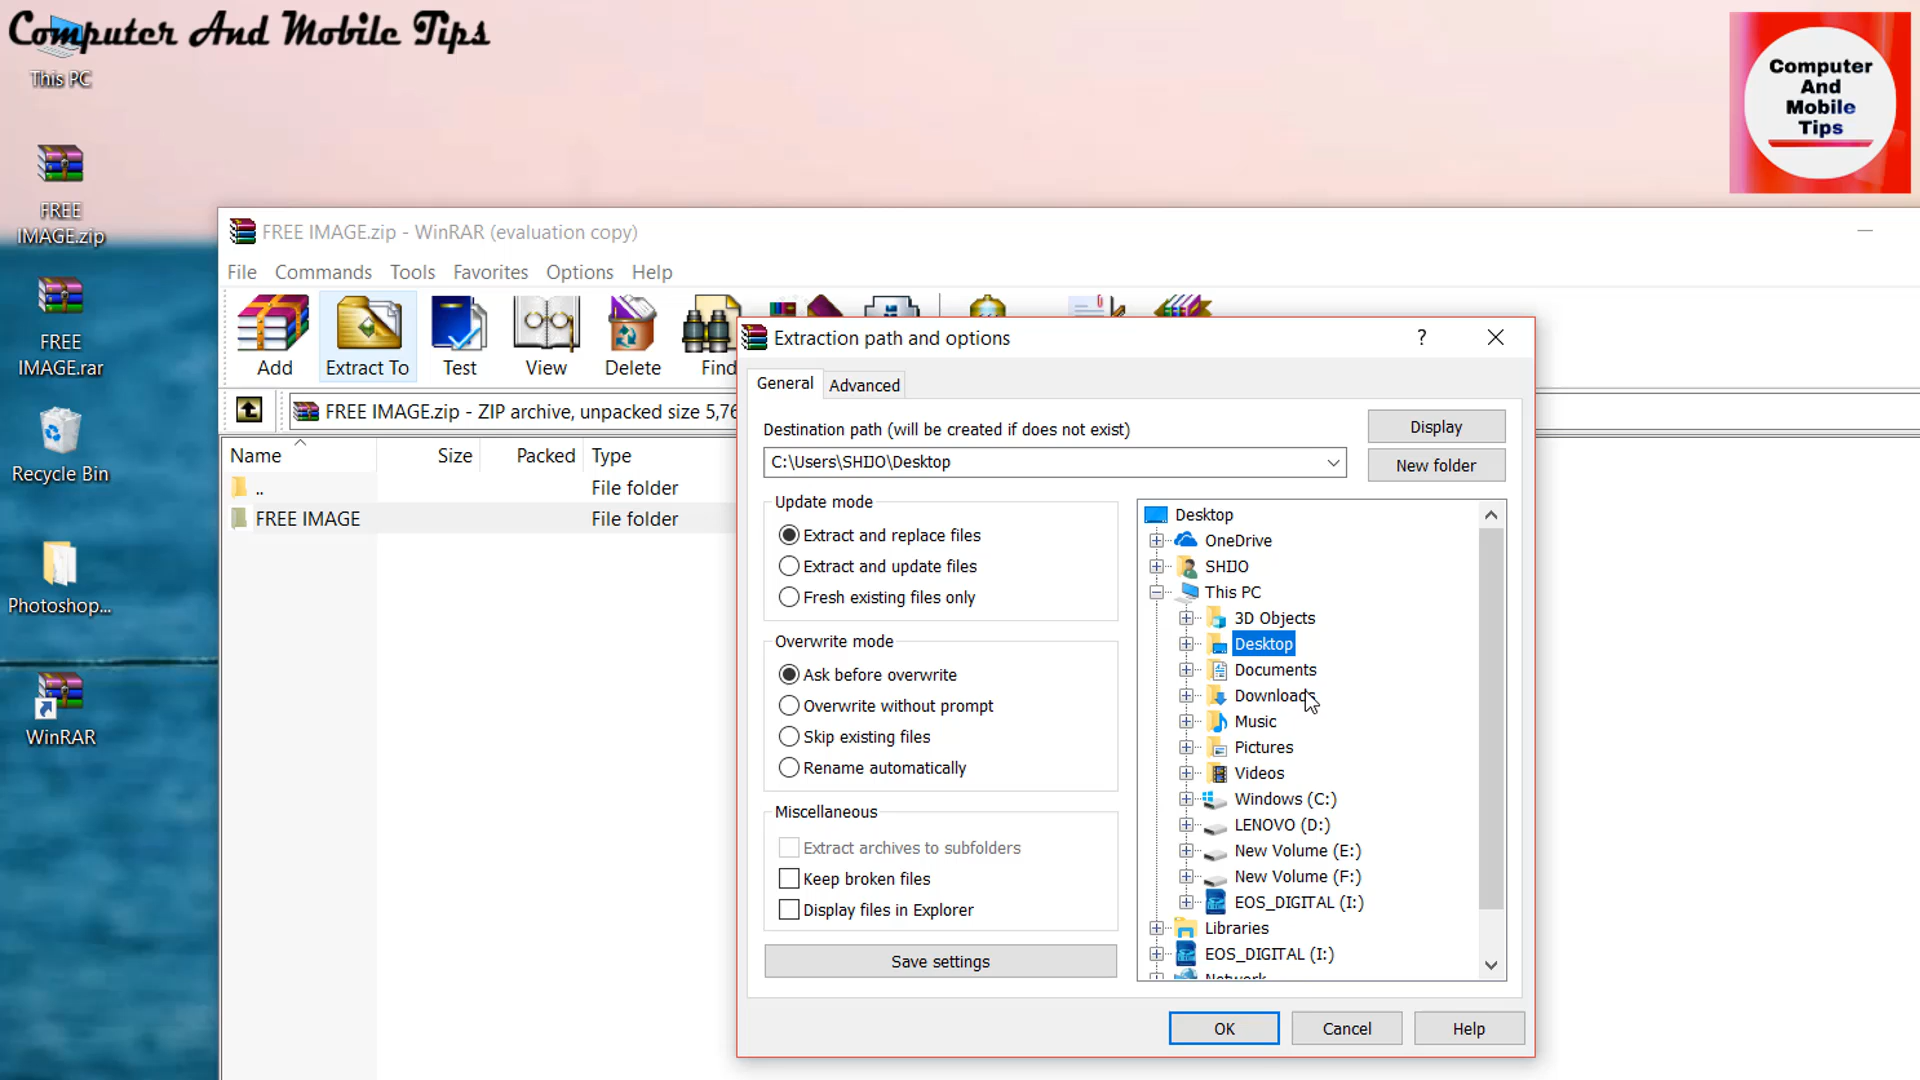 Computer And Mobile Tips
Computer
And
Mobile
Tips
This PC
FREE
IMAGE.zip
FREE
IMAGE.rar
Recycle Bin
Photoshop...
WinRAR
FREE IMAGE.zip - WinRAR (evaluation copy)
File Commands Tools Favorites Options Help
Add Extract To Test View Delete Find
FREE IMAGE.zip - ZIP archive, unpacked size 5,76
Name Size Packed Type
.. File folder
FREE IMAGE File folder
Extraction path and options
General Advanced
Destination path (will be created if does not exist)
C:\Users\SHIJO\Desktop
Display
New folder
Update mode
Extract and replace files
Extract and update files
Fresh existing files only
Overwrite mode
Ask before overwrite
Overwrite without prompt
Skip existing files
Rename automatically
Miscellaneous
Extract archives to subfolders
Keep broken files
Display files in Explorer
Save settings
Desktop
OneDrive
SHIJO
This PC
3D Objects
Desktop
Documents
Downloads
Music
Pictures
Videos
Windows (C:)
LENOVO (D:)
New Volume (E:)
New Volume (F:)
EOS_DIGITAL (I:)
Libraries
EOS_DIGITAL (I:)
Network
OK Cancel Help